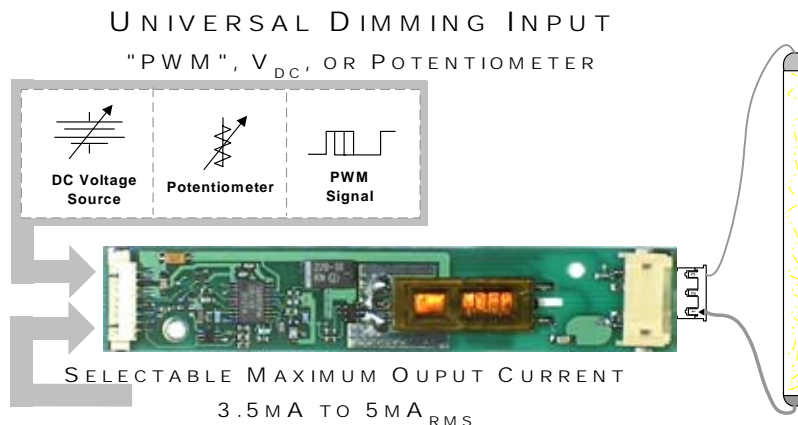 UNIVERSAL DIMMING INPUT
"PWM", VDC, OR POTENTIOMETER
DC Voltage Source
Potentiometer
PWM Signal
SELECTABLE MAXIMUM OUPUT CURRENT
3.5MA TO 5MARMS